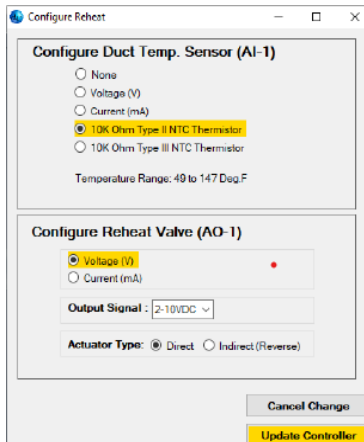 Configure Reheat
Configure Duct Temp. Sensor (AI-1)
None
Voltage (V)
Current (mA)
10K Ohm Type II NTC Thermistor
10K Ohm Type III NTC Thermistor
Temperature Range: 49 to 147 Deg.F
Configure Reheat Valve (AO-1)
Voltage (V)
Current (mA)
Output Signal : 2-10VDC
Actuator Type: Direct Indirect (Reverse)
Cancel Change
Update Controller